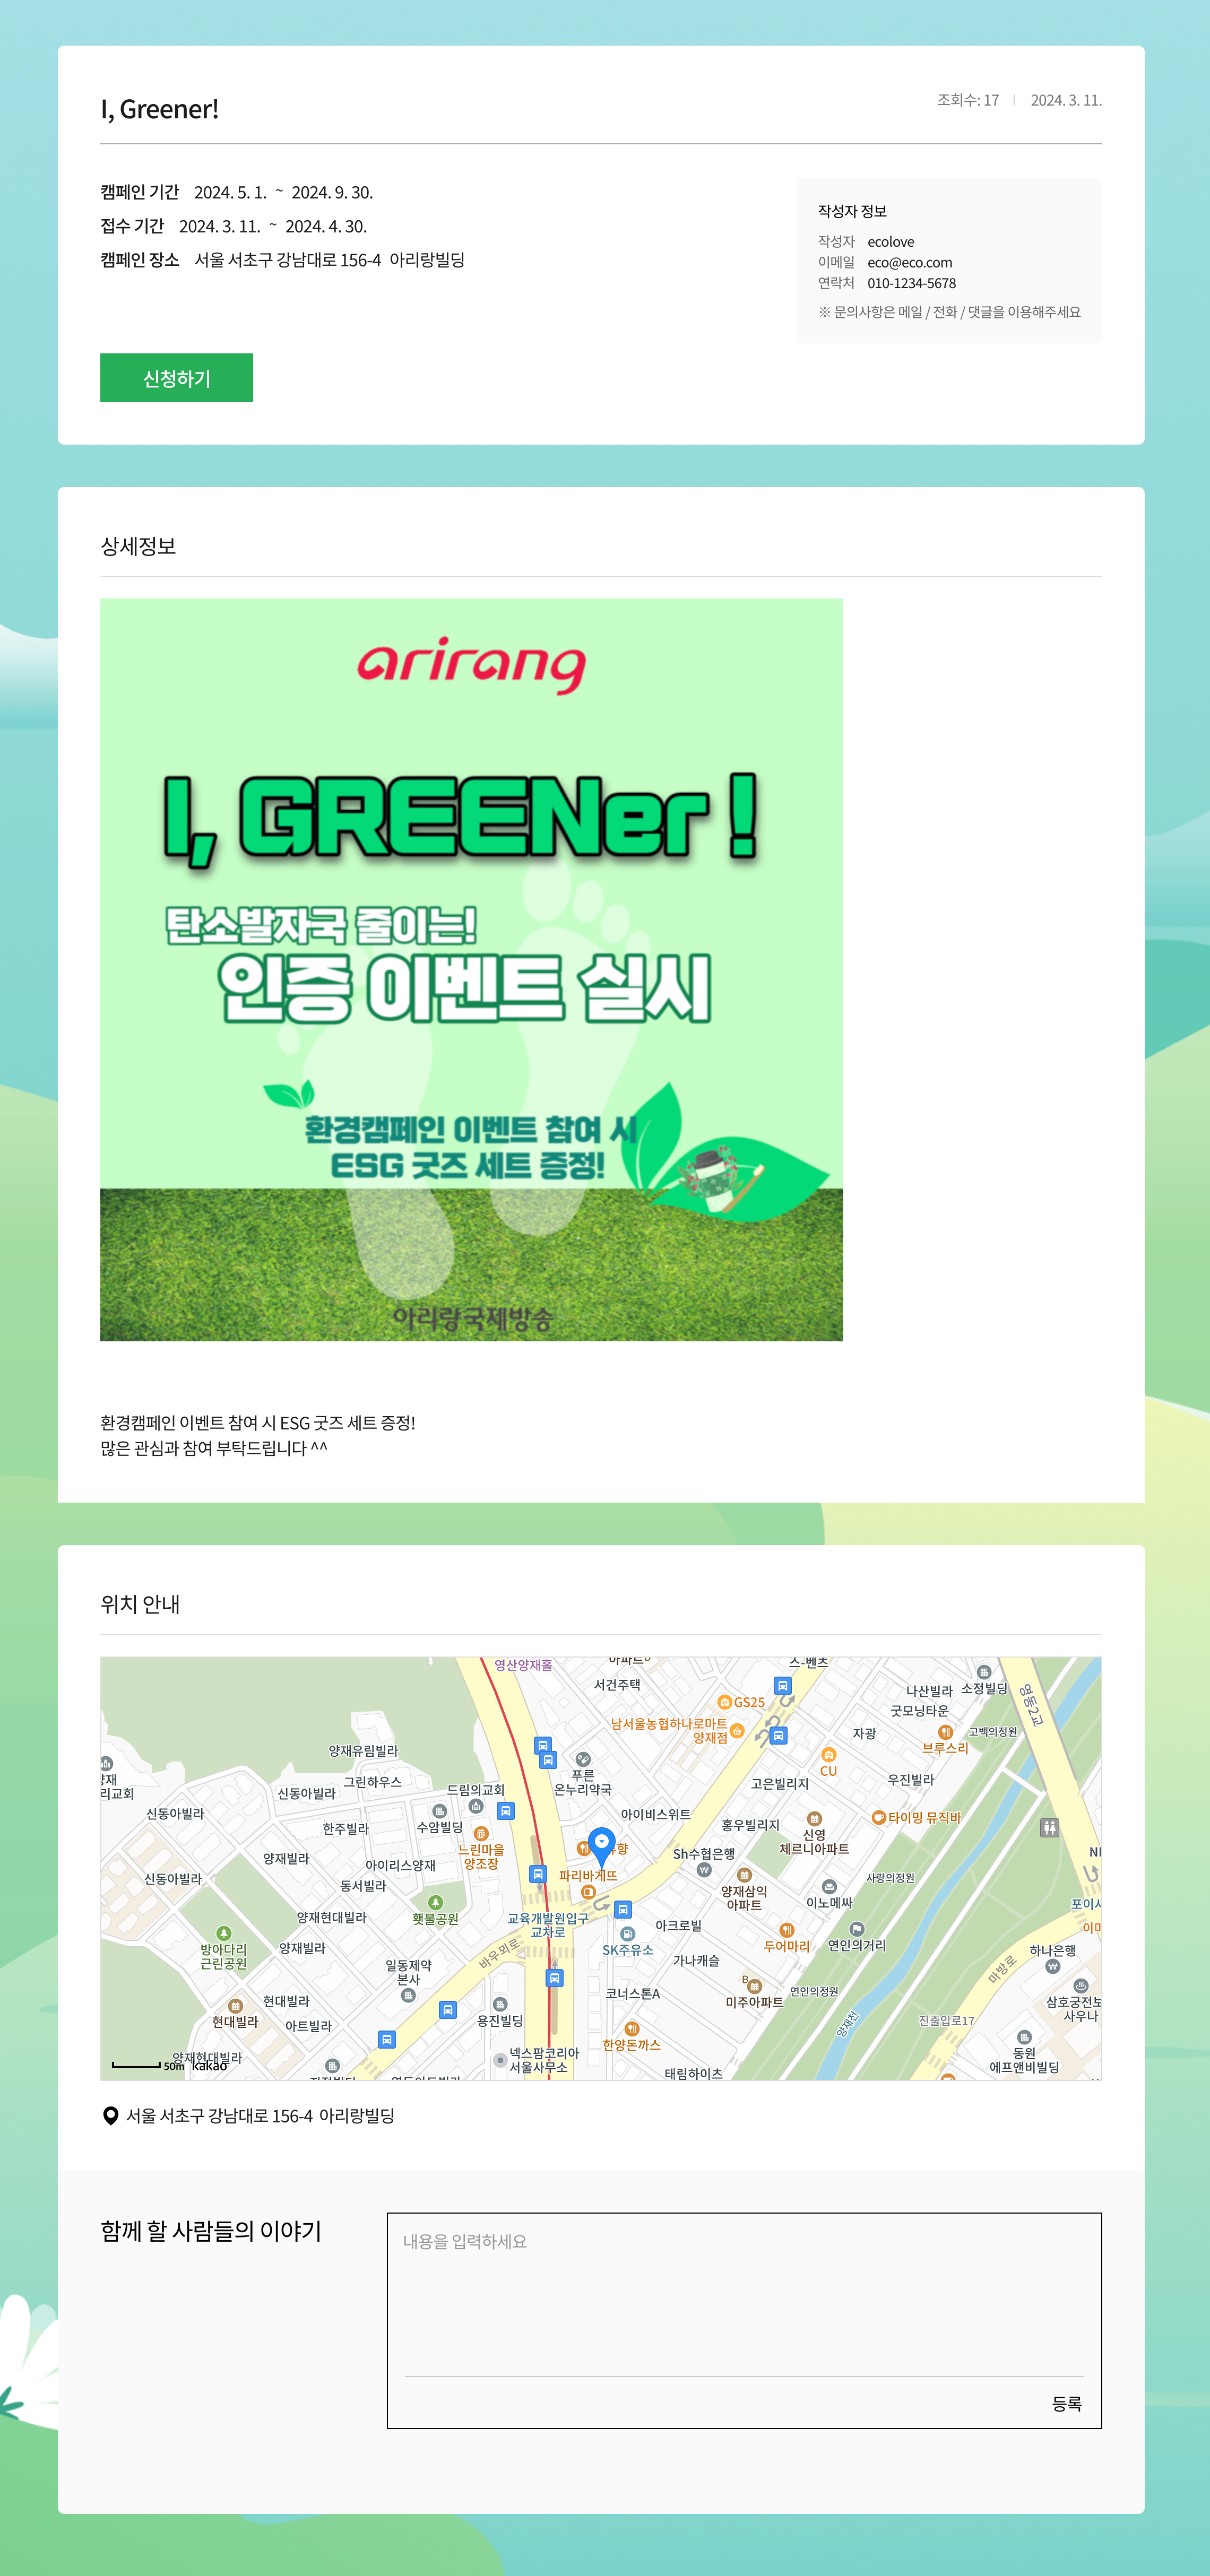 I, Greener!
조회수: 17 2024. 3. 11.
캠페인 기간 2024. 5. 1. ~ 2024. 9. 30.
접수 기간 2024. 3. 11. ~ 2024. 4. 30.
캠페인 장소 서울 서초구 강남대로 156-4 아리랑빌딩
작성자 정보
작성자 ecolove
이메일 eco@eco.com
연락처 010-1234-5678
※ 문의사항은 메일 / 전화 / 댓글을 이용해주세요
신청하기
상세정보
arirang
I, GREENer !
탄소발자국 줄이는!
인증 이벤트 실시
환경캠페인 이벤트 참여 시
ESG 굿즈 세트 증정!
아리랑국제방송
환경캠페인 이벤트 참여 시 ESG 굿즈 세트 증정!
많은 관심과 참여 부탁드립니다 ^^
위치 안내
영산양재홀
스-벤츠
서건주택
소정빌딩
나산빌라
GS25
굿모닝타운
영동2교
남서울농협하나로마트
양재점
자광
고백의정원
브루스리
양재유림빌라
푸른
온누리약국
CU
고은빌리지
우진빌라
그린하우스
드림의교회
신동아빌라
리교회
신동아빌라
아이비스위트
타이밍 뮤직바
한주빌라
수암빌딩
홍우빌리지
신영
체르니아파트
느린마을
양조장
Sh수협은행
양재빌라
아이리스양재
파리바게뜨
신동아빌라
동서빌라
사랑의정원
양재삼익
아파트
이노메싸
양재현대빌라
횃불공원
교육개발원입구
교차로
아크로빌
양재빌라
방아다리
근린공원
바우뫼로
SK주유소
두어마리
연인의거리
하나은행
가나캐슬
일동제약
본사
마방로
코너스톤A
B
미주아파트
연인의정원
현대빌라
현대빌라
아트빌라
용진빌딩
한양돈까스
양재천
진출입로17
삼호궁전보
사우나
양재현대빌라
넥스팜코리아
서울사무소
동원
에프앤비빌딩
태림하이츠
50m kakao
서울 서초구 강남대로 156-4 아리랑빌딩
함께 할 사람들의 이야기
내용을 입력하세요
등록